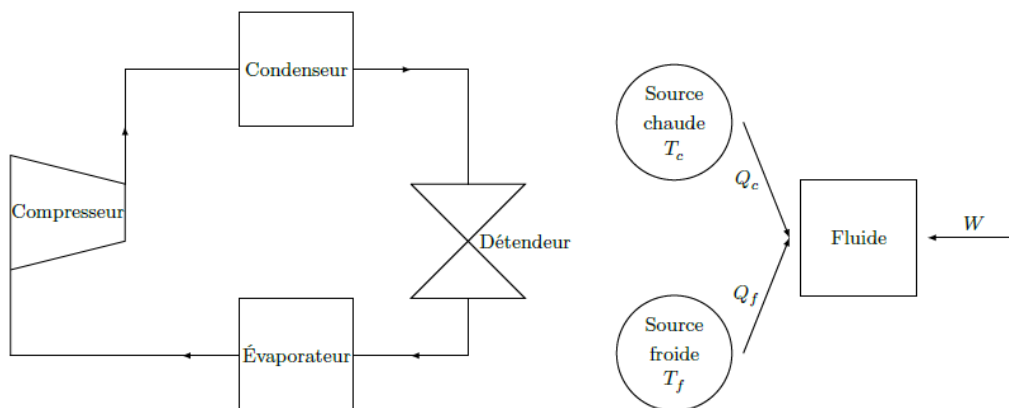 Condenseur
Compresseur
Détendeur
Évaporateur
Source
chaude
T_c
Q_c
Fluide
W
Q_f
Source
froide
T_f